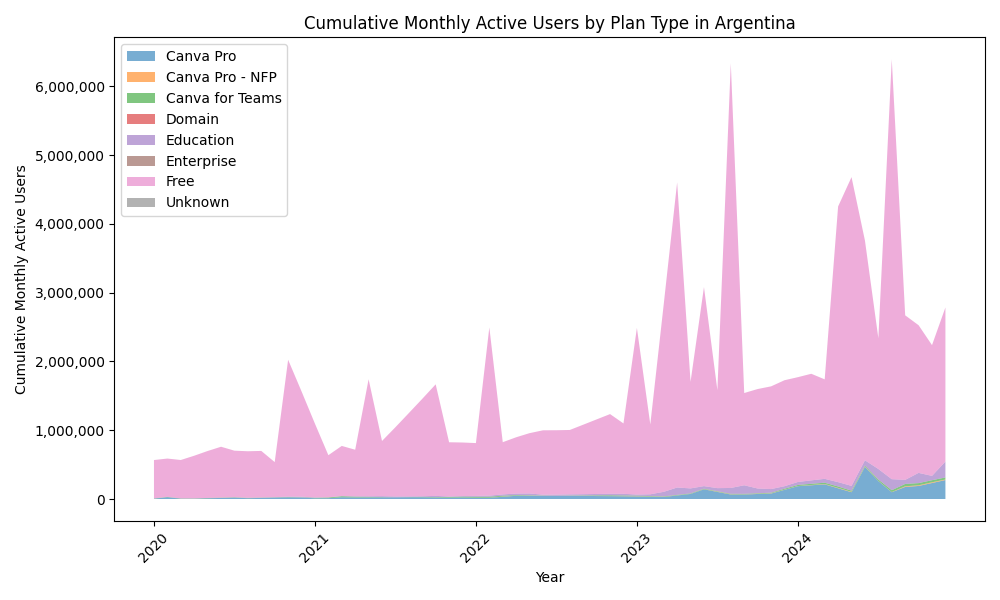 Cumulative Monthly Active Users by Plan Type in Argentina
Canva Pro
Canva Pro - NFP
Canva for Teams
Domain
Education
Enterprise
Free
Unknown
Cumulative Monthly Active Users
6,000,000
5,000,000
4,000,000
3,000,000
2,000,000
1,000,000
0
2020
2021
2022
2023
2024
Year